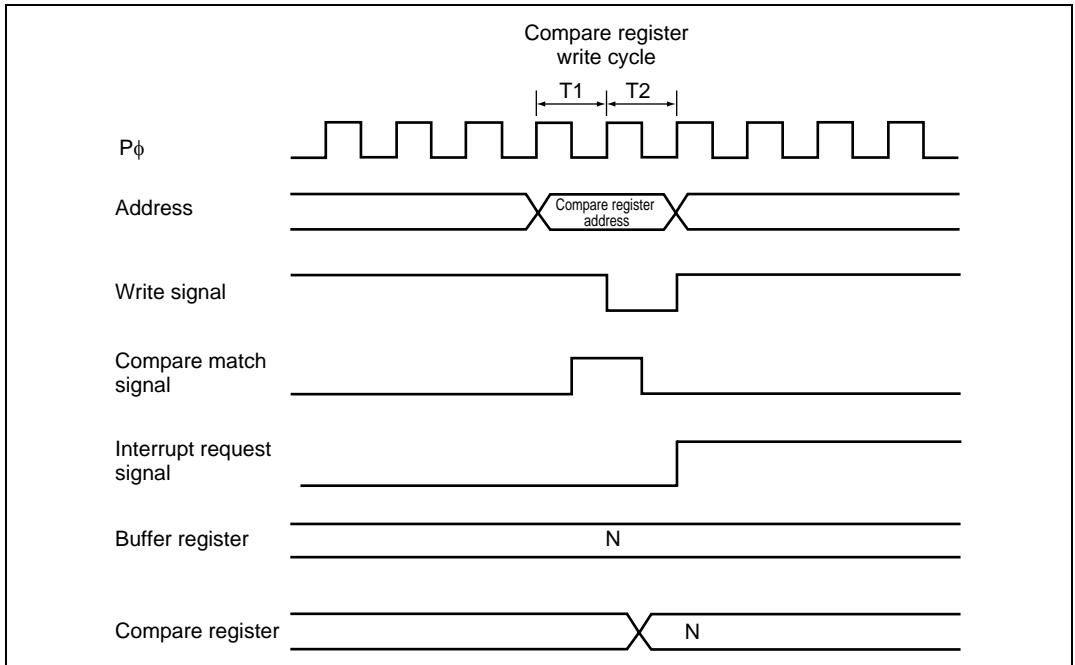 Compare register
write cycle
T1 T2
Pϕ
Address
Compare register
address
Write signal
Compare match
signal
Interrupt request
signal
Buffer register
N
Compare register
N